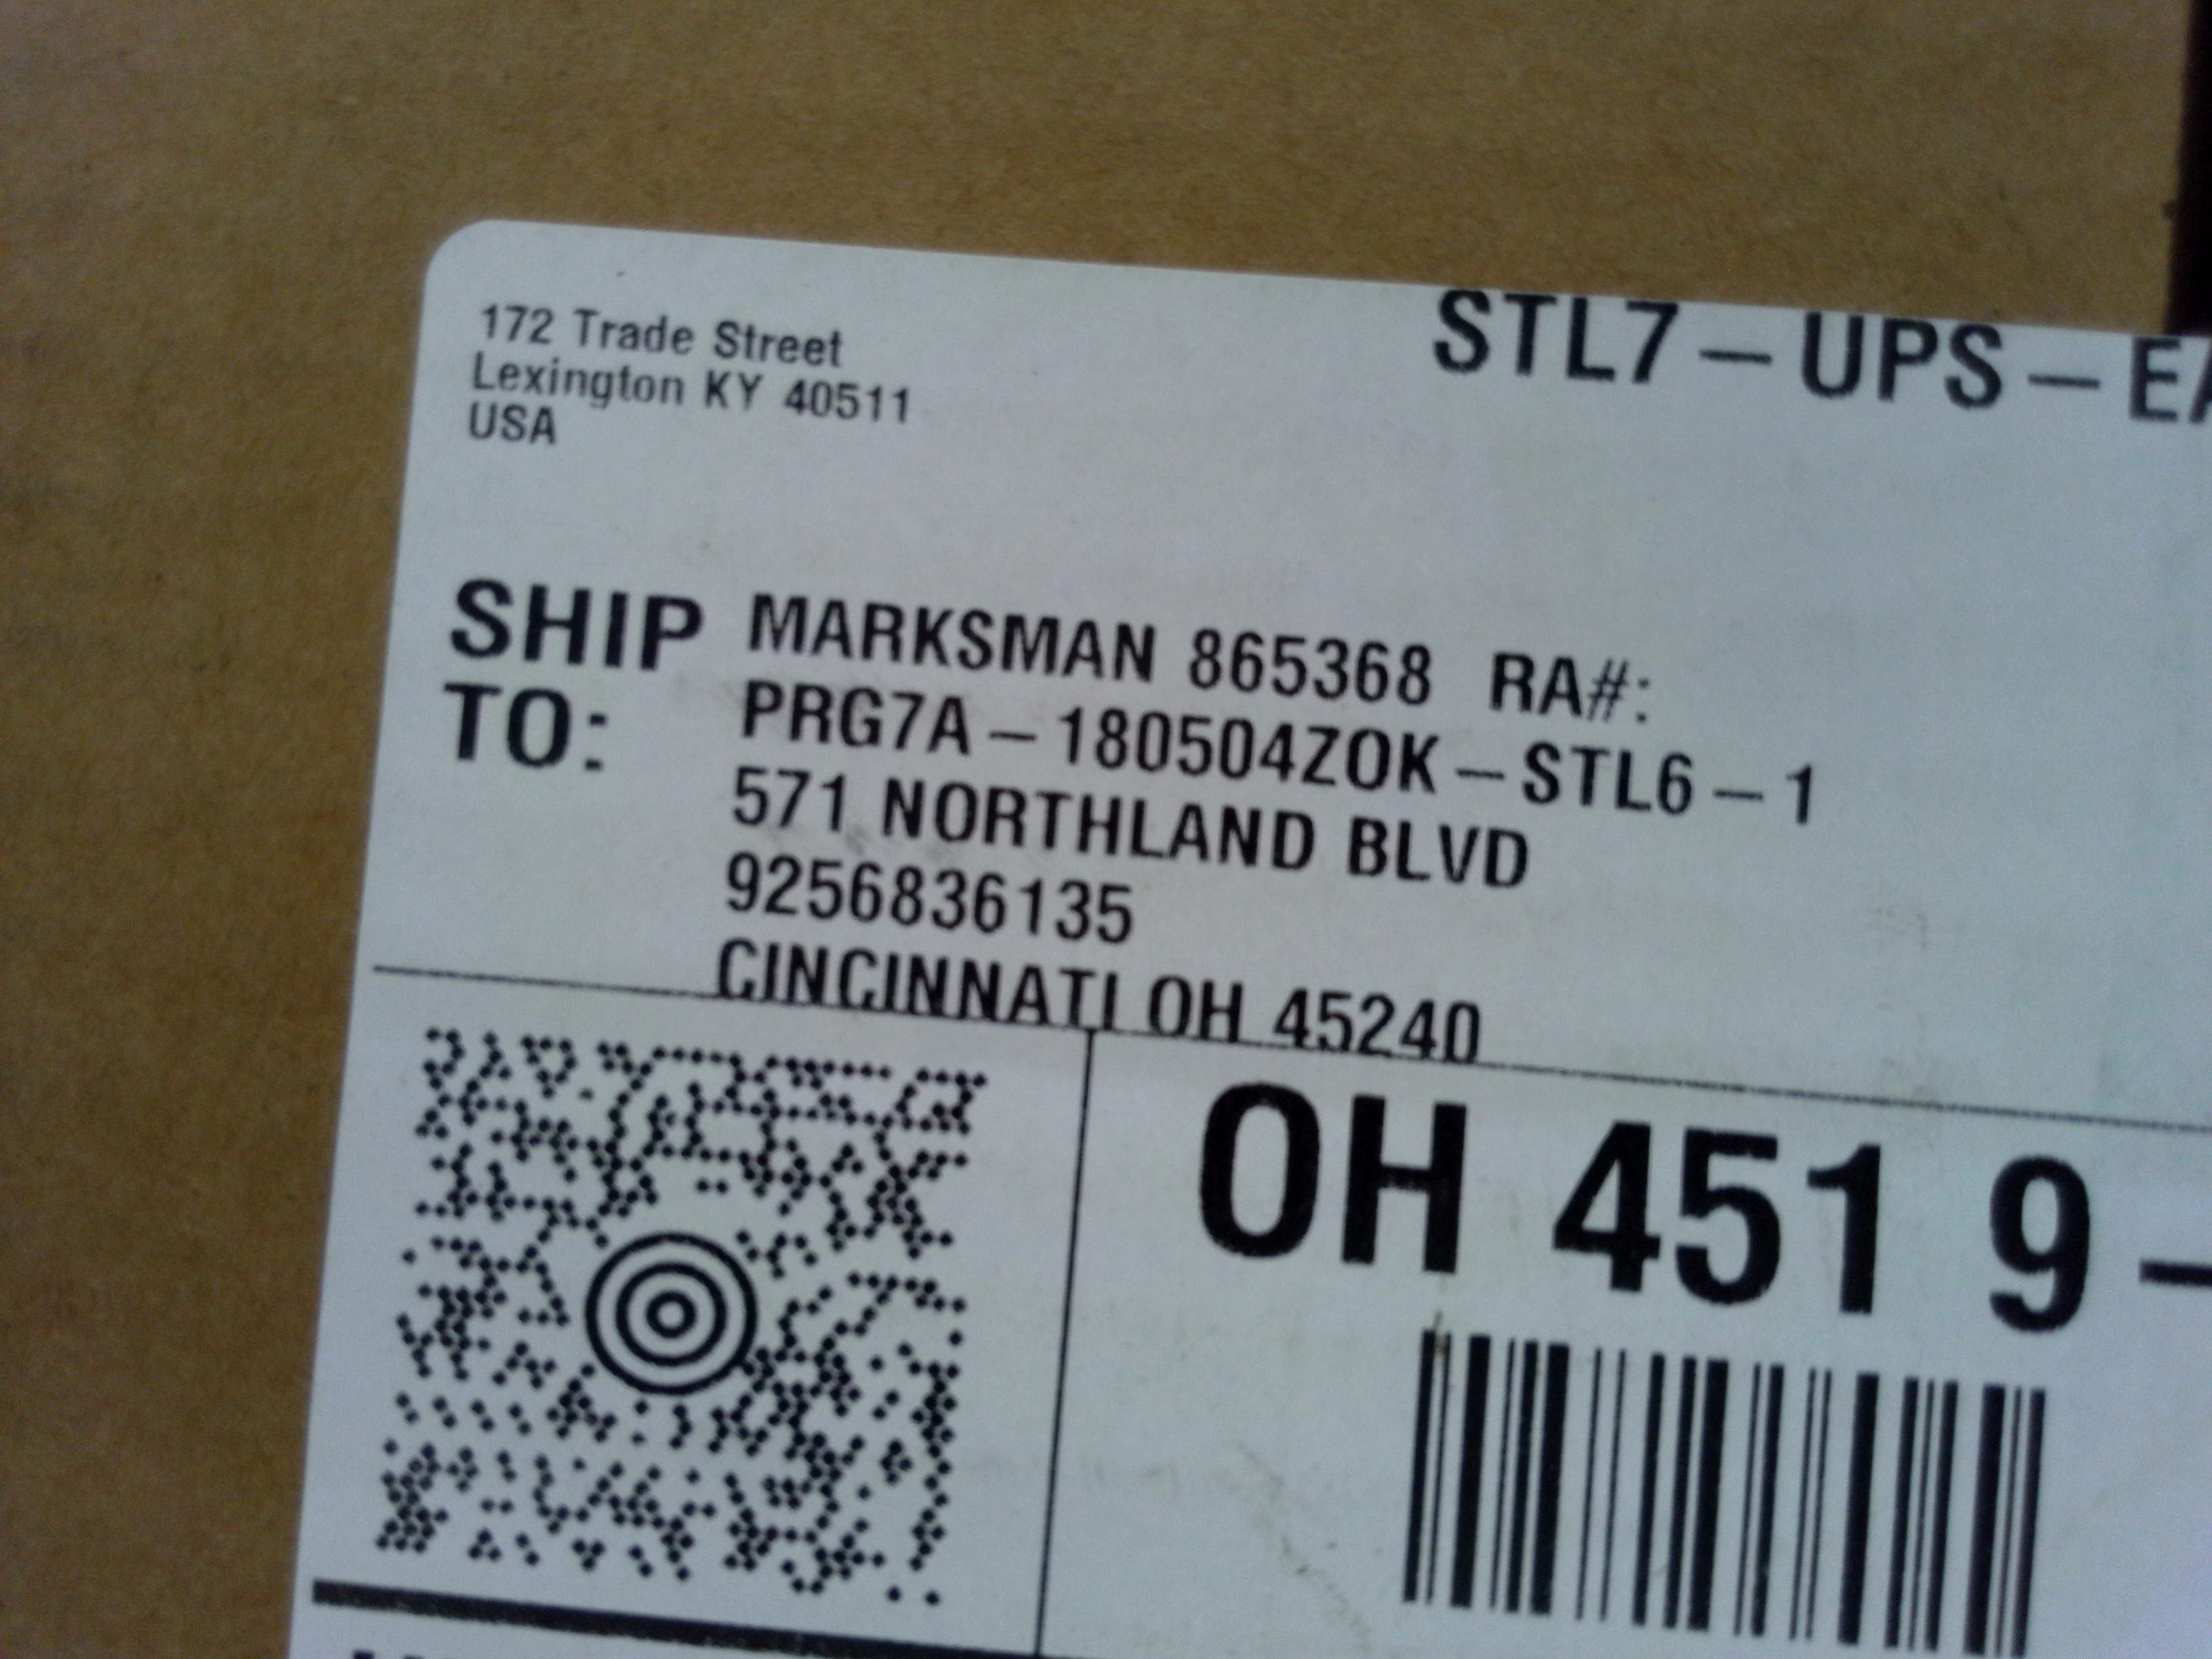 172 Trade Street
Lexington KY 40511
USA
STL7-UPS-EA
SHIP TO:
MARKSMAN 865368 RA#:
PRG7A-180504ZOK-STL6-1
571 NORTHLAND BLVD
9256836135
CINCINNATI OH 45240
OH 451 9-